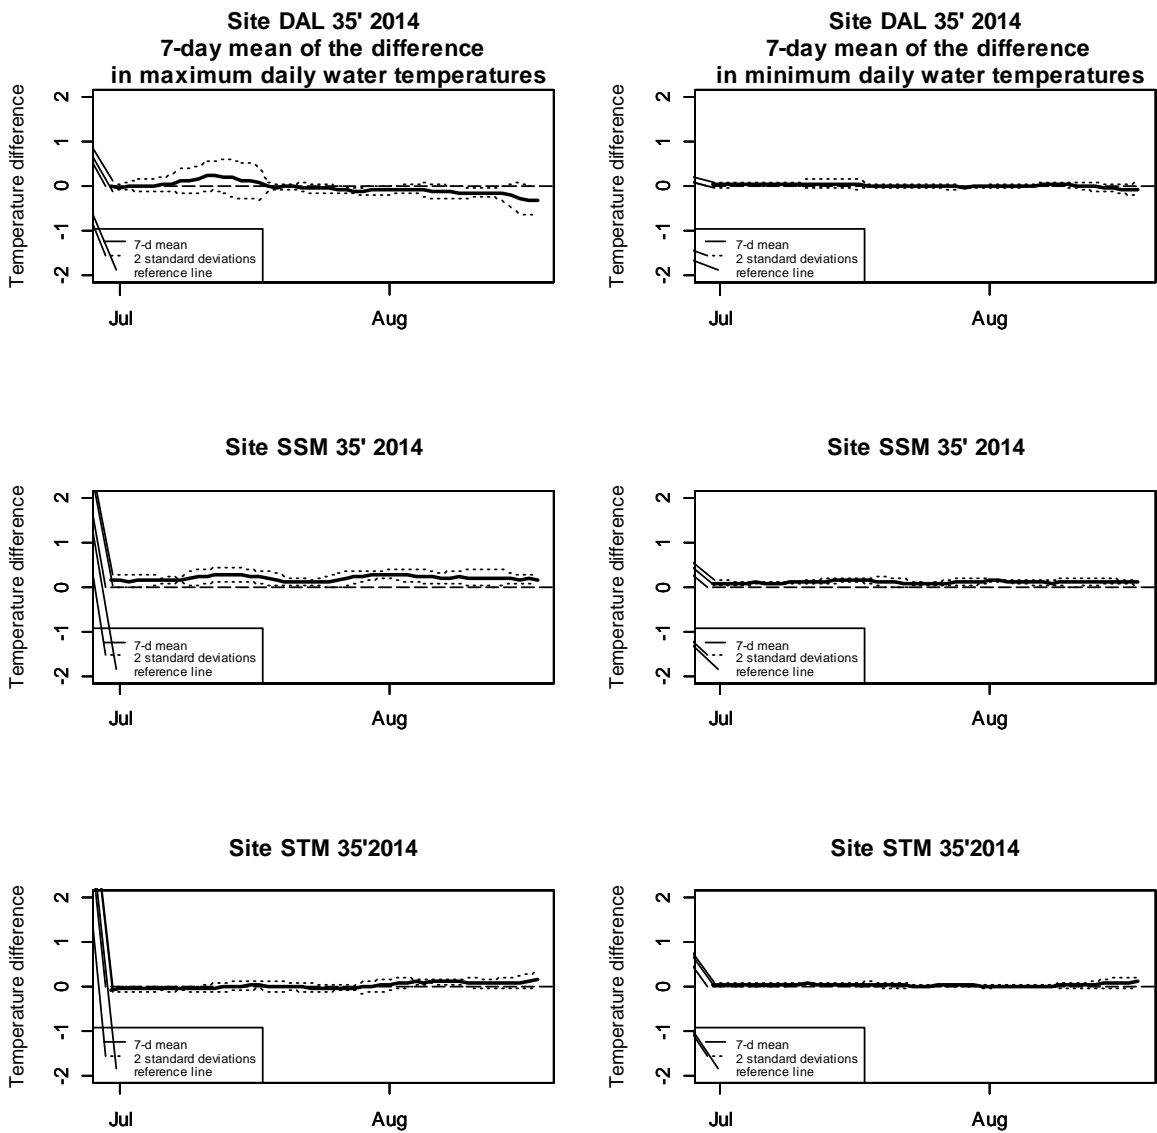 Site DAL 35' 2014
7-day mean of the difference
in maximum daily water temperatures
Temperature difference
2
1
0
-1
-2
7-d mean
2 standard deviations
reference line
Jul
Aug
Site DAL 35' 2014
7-day mean of the difference
in minimum daily water temperatures
Temperature difference
2
1
0
-1
-2
7-d mean
2 standard deviations
reference line
Jul
Aug
Site SSM 35' 2014
Temperature difference
2
1
0
-1
-2
7-d mean
2 standard deviations
reference line
Jul
Aug
Site SSM 35' 2014
Temperature difference
2
1
0
-1
-2
7-d mean
2 standard deviations
reference line
Jul
Aug
Site STM 35'2014
Temperature difference
2
1
0
-1
-2
7-d mean
2 standard deviations
reference line
Jul
Aug
Site STM 35'2014
Temperature difference
2
1
0
-1
-2
7-d mean
2 standard deviations
reference line
Jul
Aug